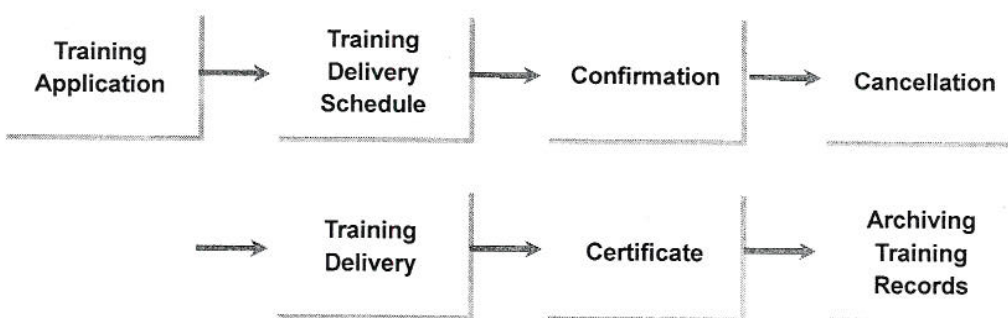 Training
Application
Training
Delivery
Schedule
Confirmation
Cancellation
Training
Delivery
Certificate
Archiving
Training
Records